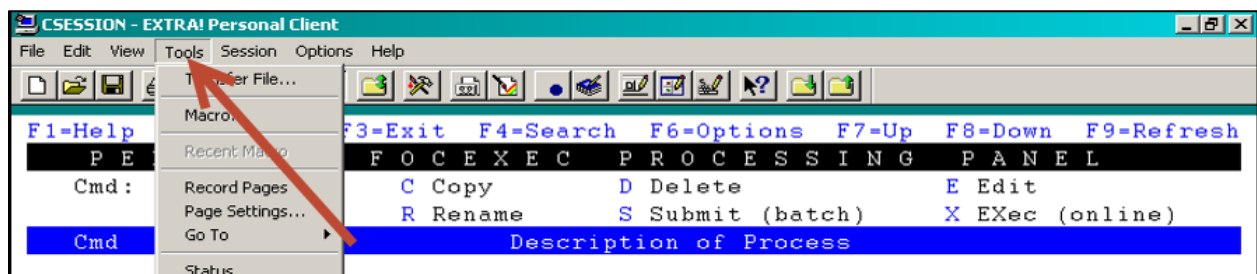 CSESSION - EXTRA! Personal Client
File Edit View Tools Session Options Help
Transfer File...
Macro...
Recent Macro
Record Pages
Page Settings...
Go To
Status
F1=Help F3=Exit F4=Search F6=Options F7=Up F8=Down F9=Refresh
P E F O C E X E C P R O C E S S I N G P A N E L
Cmd: C Copy D Delete E Edit
R Rename S Submit (batch) X EXec (online)
Cmd Description of Process